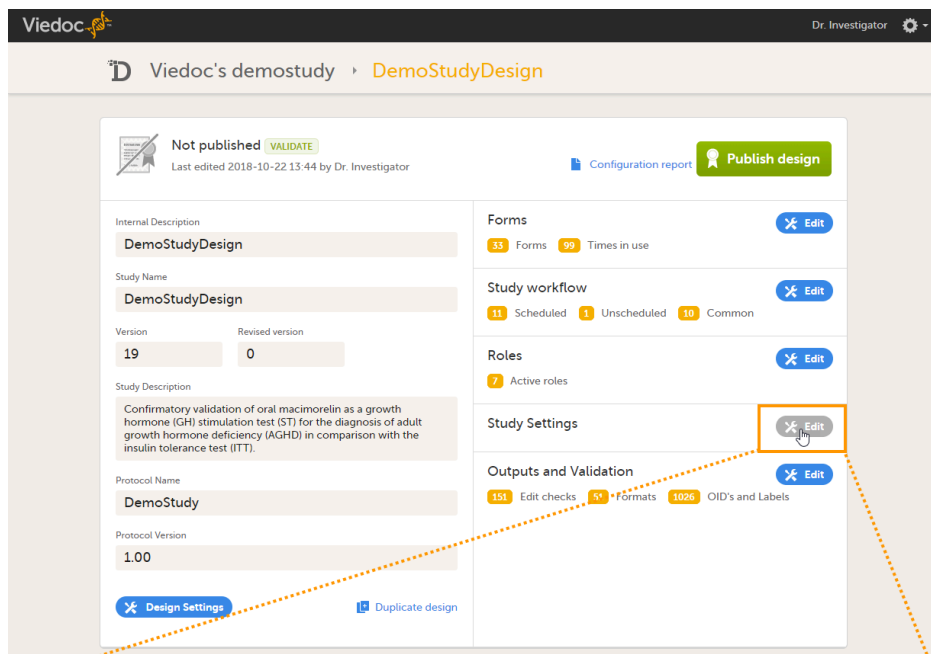 Viedoc
Dr. Investigator
Viedoc's demostudy
DemoStudyDesign
Not published VALIDATE
Last edited 2018-10-22 13:44 by Dr. Investigator
Configuration report
Publish design
Internal Description
DemoStudyDesign
Study Name
DemoStudyDesign
Version Revised version
19 0
Study Description
Confirmatory validation of oral macimorelin as a growth
hormone (GH) stimulation test (ST) for the diagnosis of adult
growth hormone deficiency (AGHD) in comparison with the
insulin tolerance test (ITT).
Protocol Name
DemoStudy
Protocol Version
1.00
Design Settings
Duplicate design
Forms
Edit
33 Forms 99 Times in use
Study workflow
Edit
11 Scheduled 1 Unscheduled 10 Common
Roles
Edit
7 Active roles
Study Settings
Edit
Outputs and Validation
Edit
151 Edit checks Formats 1026 OID's and Labels